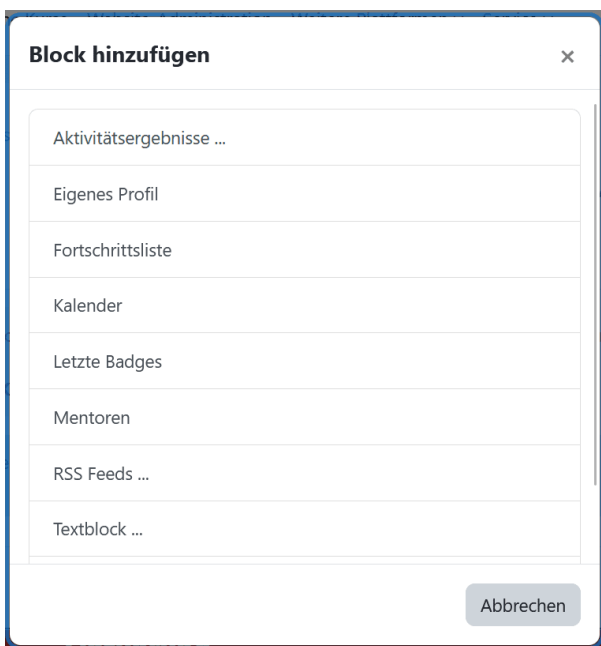 Block hinzufügen
×
Aktivitätsergebnisse ...
Eigenes Profil
Fortschrittsliste
Kalender
Letzte Badges
Mentoren
RSS Feeds ...
Textblock ...
Abbrechen